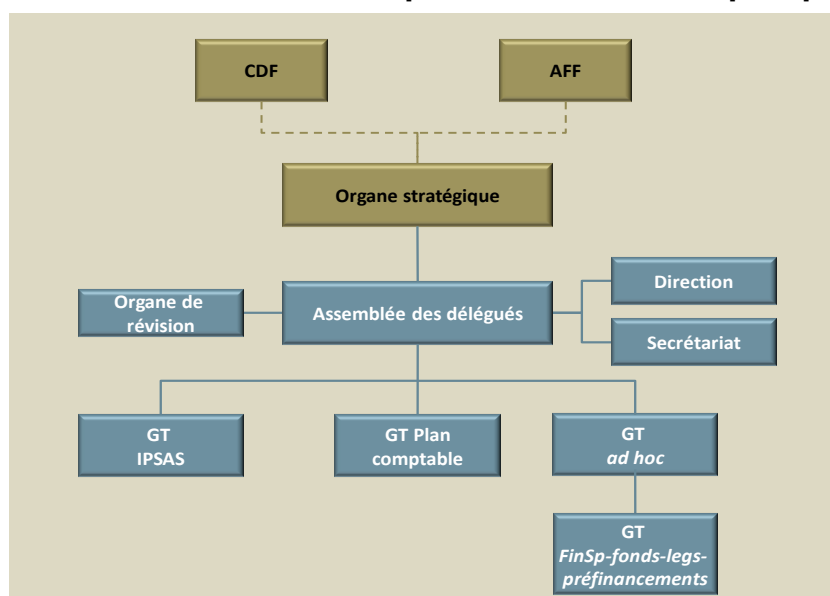 CDF
AFF
Organe stratégique
Organe de
révision
Assemblée des délégués
Direction
Secrétariat
GT
IPSAS
GT Plan
comptable
GT
ad hoc
GT
FinSp-fonds-legs-
préfinancements